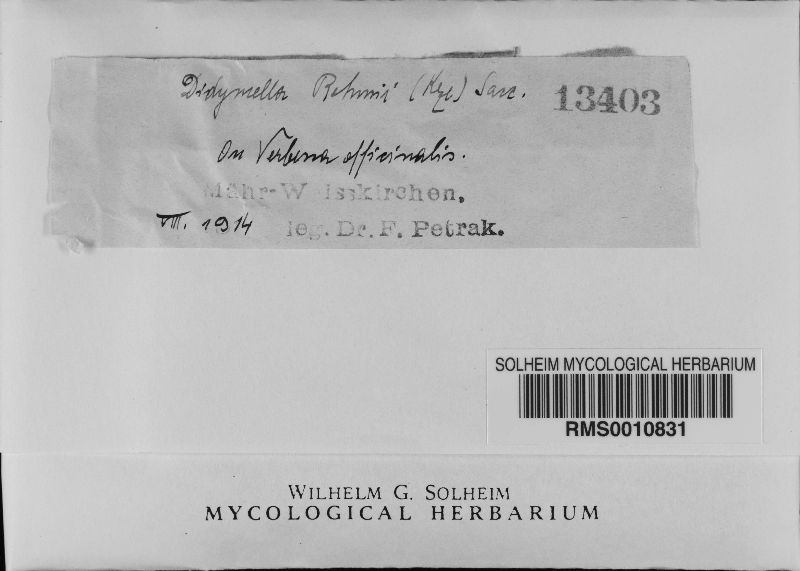 Didymella Rehmii (Kze) Sacc. 13403
On Verbena officinalis.
Mähr-Weisskirchen,
VIII. 1914 leg. Dr. F. Petrak.
SOLHEIM MYCOLOGICAL HERBARIUM
RMS0010831
WILHELM G. SOLHEIM
MYCOLOGICAL HERBARIUM